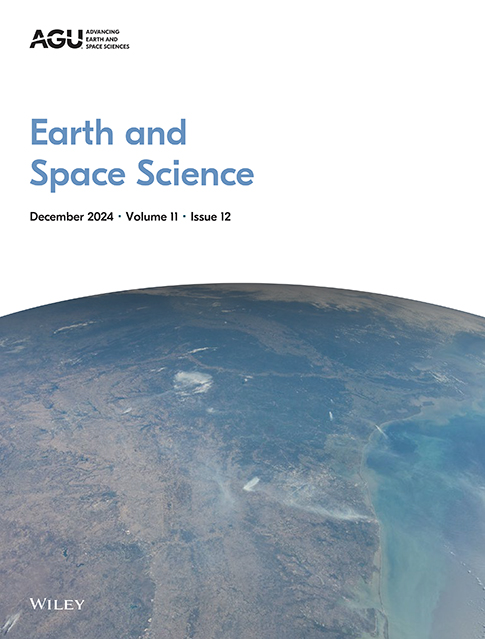 AGU
ADVANCING
EARTH AND
SPACE SCIENCES
Earth and
Space Science
December 2024 • Volume 11 • Issue 12
WILEY